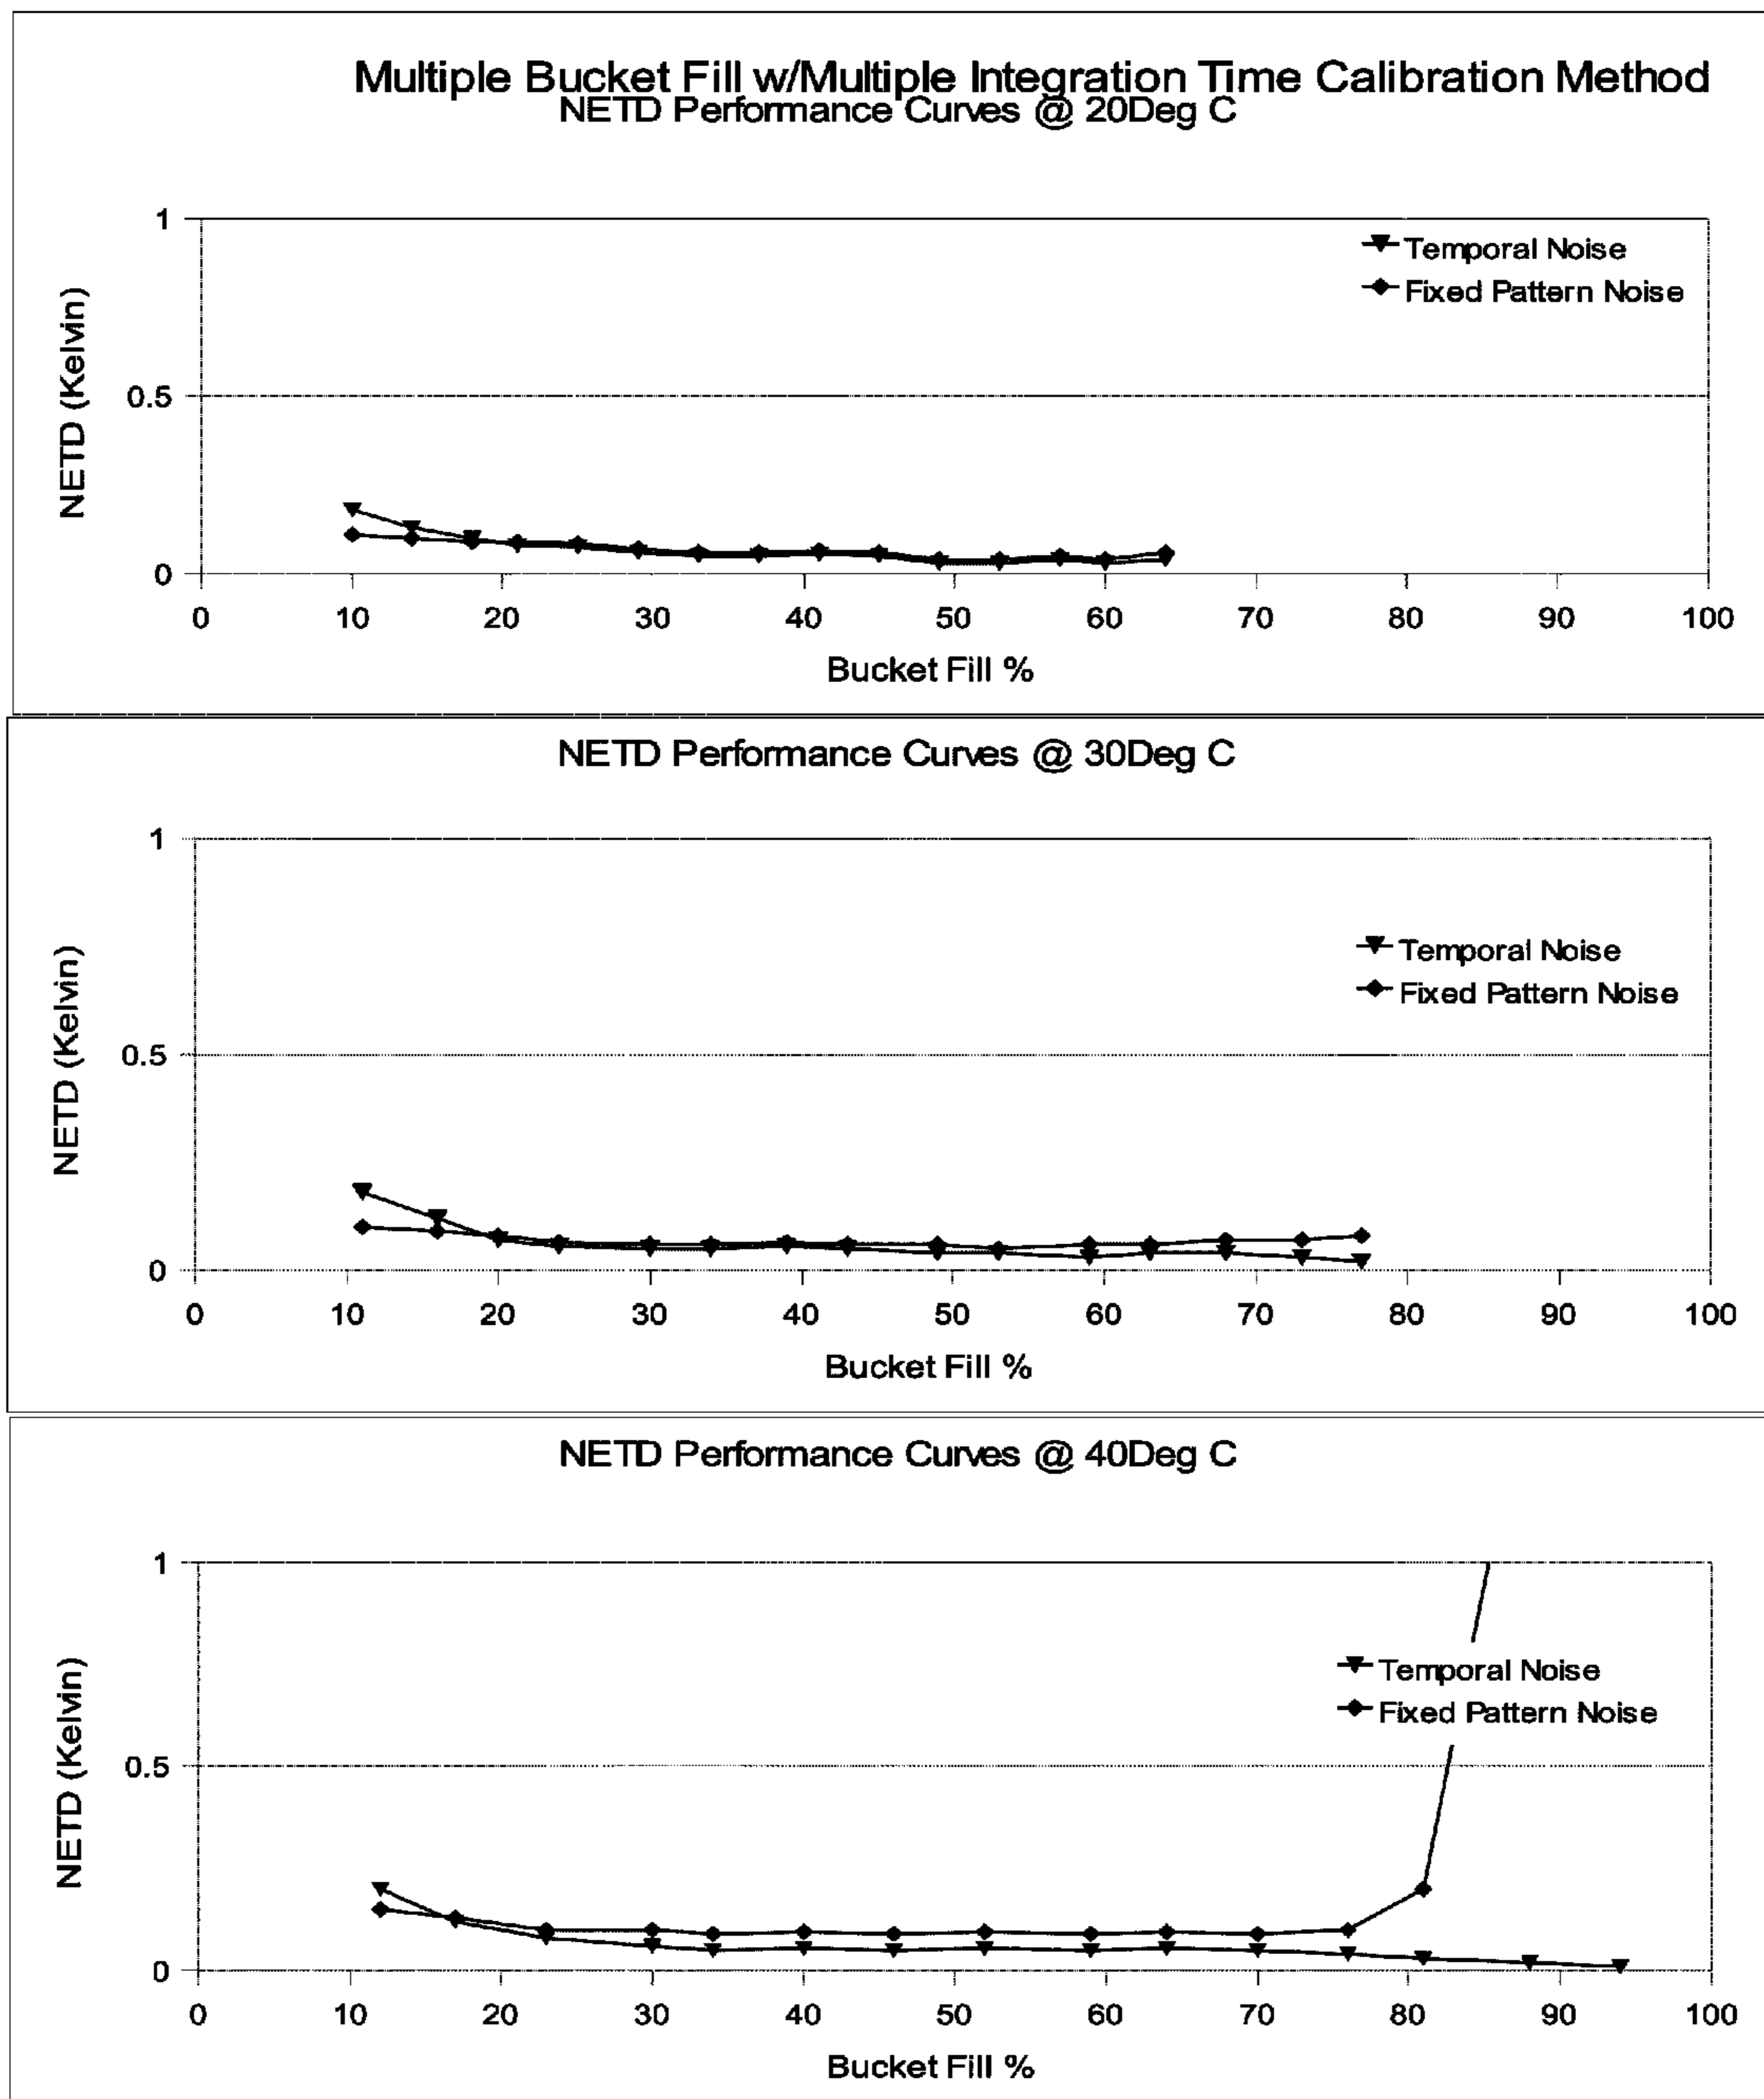 Multiple Bucket Fill w/Multiple Integration Time Calibration Method
NETD Performance Curves @ 20Deg C
1
0.5
0
NETD (Kelvin)
Temporal Noise
Fixed Pattern Noise
0 10 20 30 40 50 60 70 80 90 100
Bucket Fill %
NETD Performance Curves @ 30Deg C
1
0.5
0
NETD (Kelvin)
Temporal Noise
Fixed Pattern Noise
0 10 20 30 40 50 60 70 80 90 100
Bucket Fill %
NETD Performance Curves @ 40Deg C
1
0.5
0
NETD (Kelvin)
Temporal Noise
Fixed Pattern Noise
0 10 20 30 40 50 60 70 80 90 100
Bucket Fill %